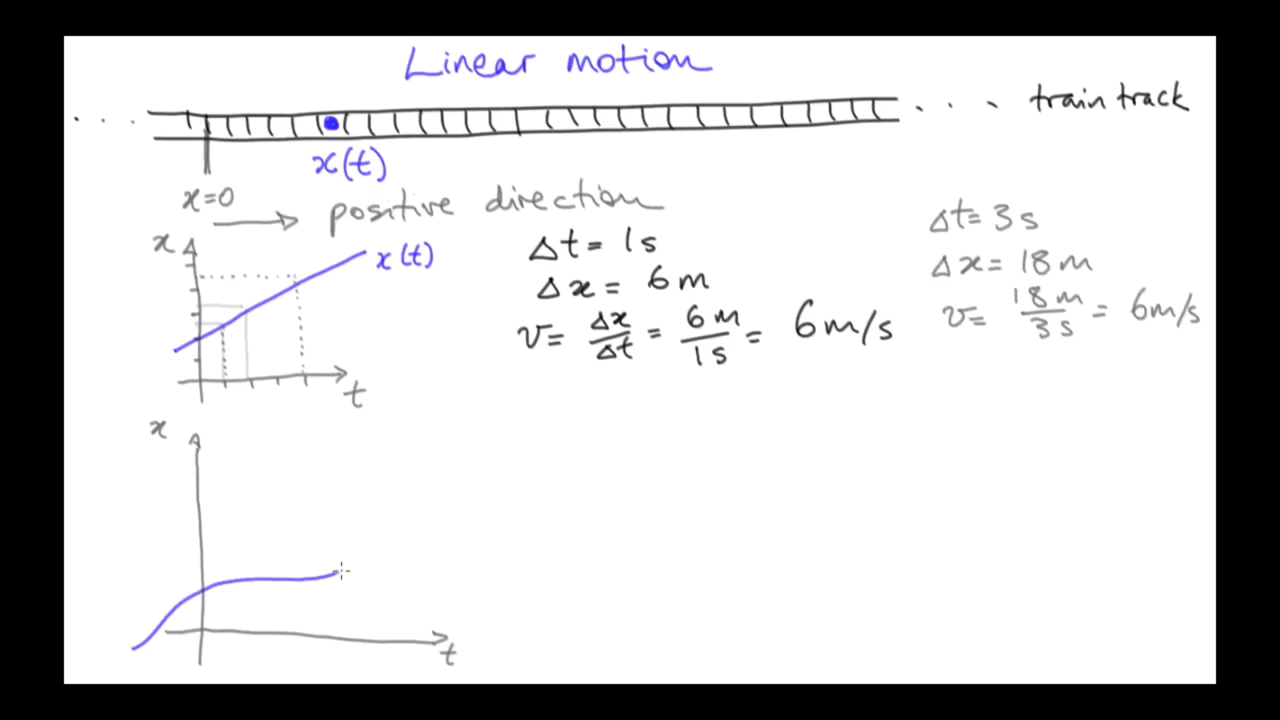 Linear motion
. . . . . . train track
x(t)
x=0
positive direction
x
x(t)
t
Δt = 1s
Δx = 6m
v= Δx/Δt = 6m/1s = 6m/s
Δt= 3s
Δx= 18m
v= 18m/3s = 6m/s
x
t